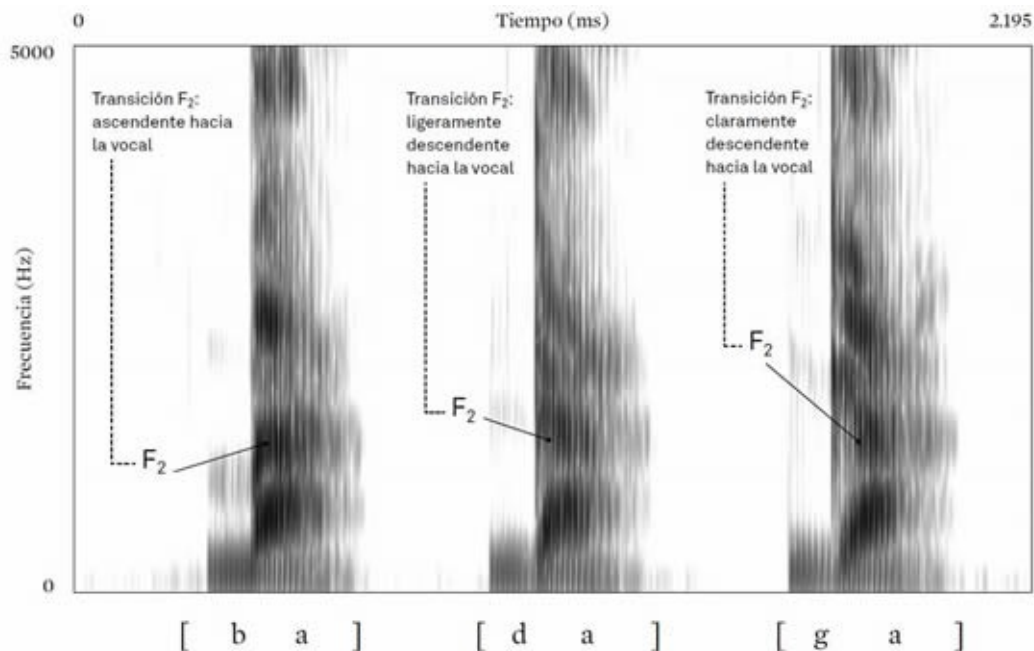 0 Tiempo (ms) 2.195
5000
Transición F₂:
ascendente hacia
la vocal
Transición F₂:
ligeramente
descendente
hacia la vocal
Transición F₂:
claramente
descendente
hacia la vocal
Frecuencia (Hz)
F₂
F₂
F₂
0
[ b a ] [ d a ] [ g a ]